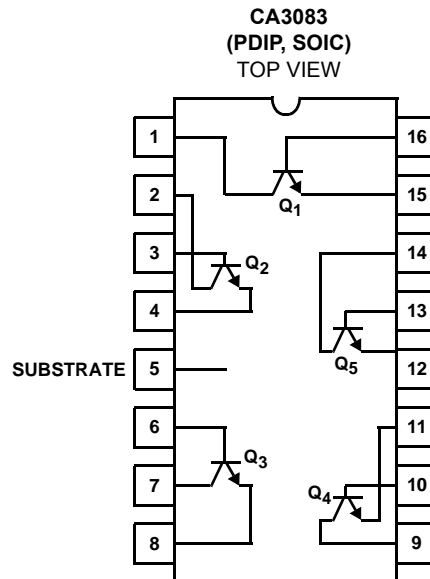 CA3083
(PDIP, SOIC)
TOP VIEW
1
16
2
Q1
15
3
Q2
14
4
13
SUBSTRATE 5
Q5
12
6
11
7
Q3
Q4
10
8
9